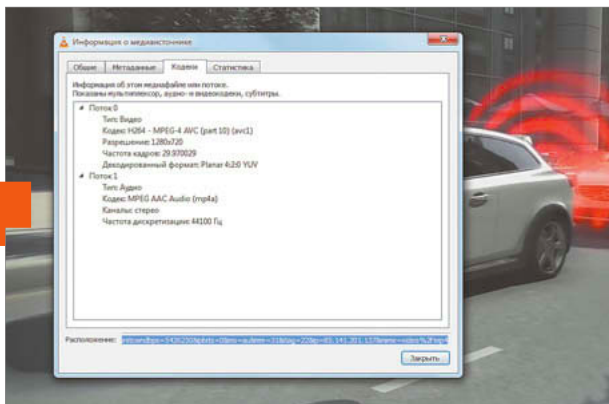 Информация о медиаисточнике
Общие Метаданные Кодеки Статистика
Информация об этом медиафайле или потоке.
Показаны мультиплексор, аудио- и видеокодеки, субтитры.
Поток 0
Тип: Видео
Кодек: H264 - MPEG-4 AVC (part 10) (avc1)
Разрешение: 1280x720
Частота кадров: 29.970029
Декодированный формат: Planar 4:2:0 YUV
Поток 1
Тип: Аудио
Кодек: MPEG AAC Audio (mp4a)
Каналы: стерео
Частота дискретизации: 44100 Гц
Расположение:
Закрыть